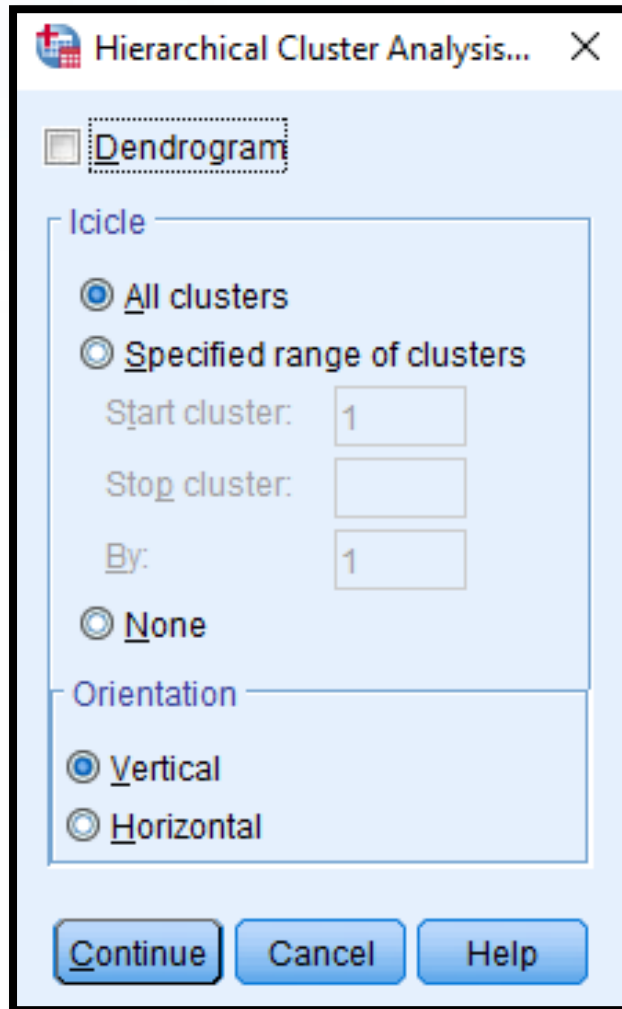 Hierarchical Cluster Analysis...
Dendrogram
Icicle
All clusters
Specified range of clusters
Start cluster: 1
Stop cluster:
By: 1
None
Orientation
Vertical
Horizontal
Continue Cancel Help